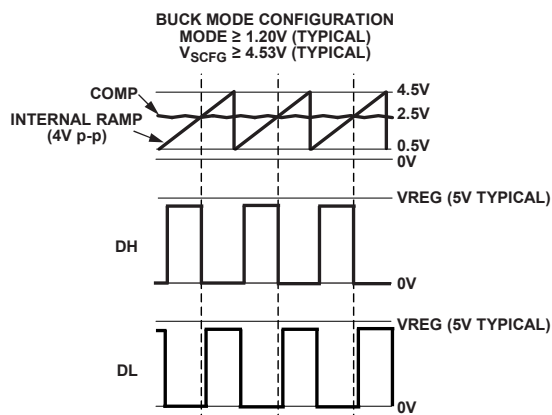 BUCK MODE CONFIGURATION
MODE ≥ 1.20V (TYPICAL)
VSCFG ≥ 4.53V (TYPICAL)
COMP
INTERNAL RAMP
(4V p-p)
4.5V
2.5V
0.5V
0V
VREG (5V TYPICAL)
DH
0V
VREG (5V TYPICAL)
DL
0V